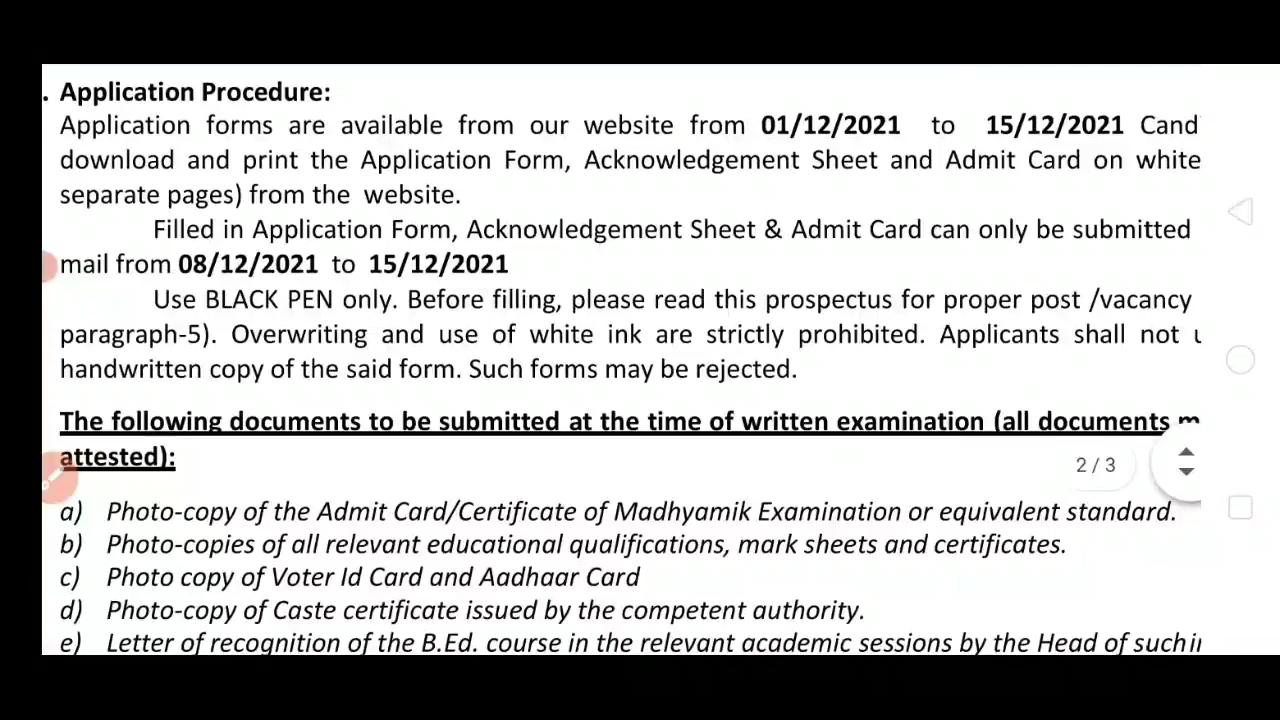 . Application Procedure:
Application forms are available from our website from 01/12/2021 to 15/12/2021 Cand
download and print the Application Form, Acknowledgement Sheet and Admit Card on white
separate pages) from the website.
Filled in Application Form, Acknowledgement Sheet & Admit Card can only be submitted
mail from 08/12/2021 to 15/12/2021
Use BLACK PEN only. Before filling, please read this prospectus for proper post /vacancy
paragraph-5). Overwriting and use of white ink are strictly prohibited. Applicants shall not
handwritten copy of the said form. Such forms may be rejected.
The following documents to be submitted at the time of written examination (all documents
attested):
2/3
a) Photo-copy of the Admit Card/Certificate of Madhyamik Examination or equivalent standard.
b) Photo-copies of all relevant educational qualifications, mark sheets and certificates.
c) Photo copy of Voter Id Card and Aadhaar Card
d) Photo-copy of Caste certificate issued by the competent authority.
e) Letter of recognition of the B.Ed. course in the relevant academic sessions by the Head of such